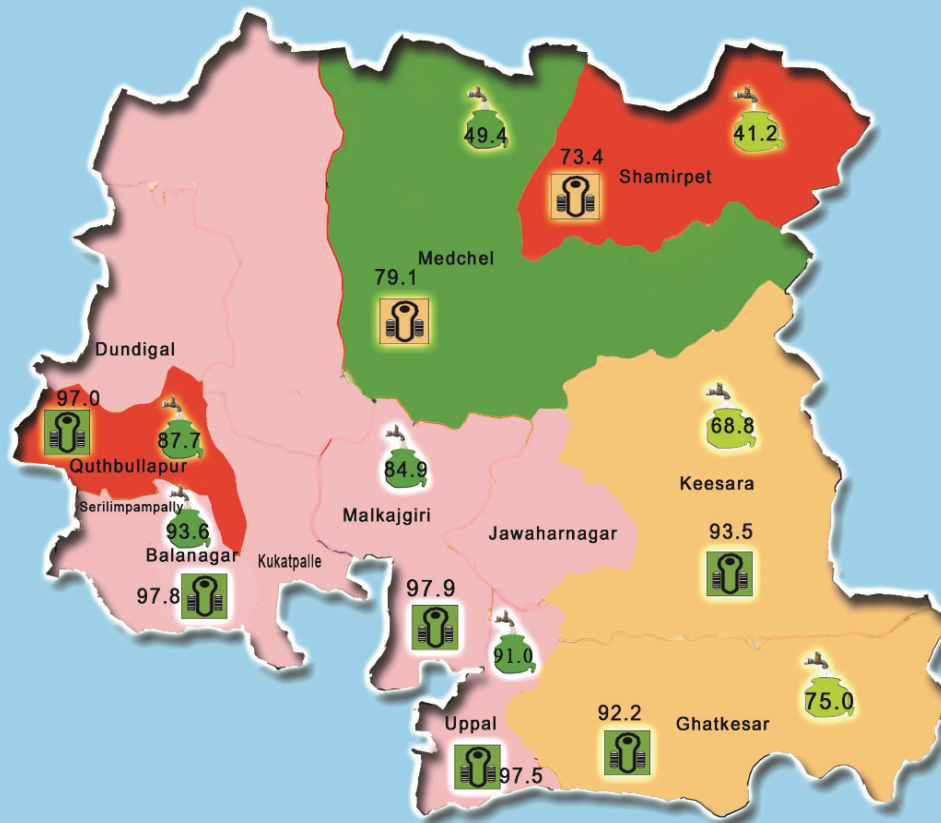 49.4
41.2
73.4
Shamirpet
Medchel
79.1
Dundigal
97.0
87.7
Quthbullapur
68.8
84.9
Keesara
Serilimpampally
Malkajgiri
93.6
Jawaharnagar
93.5
Balanagar
Kukatpalle
97.8
97.9
91.0
75.0
92.2
Uppal
Ghatkesar
97.5